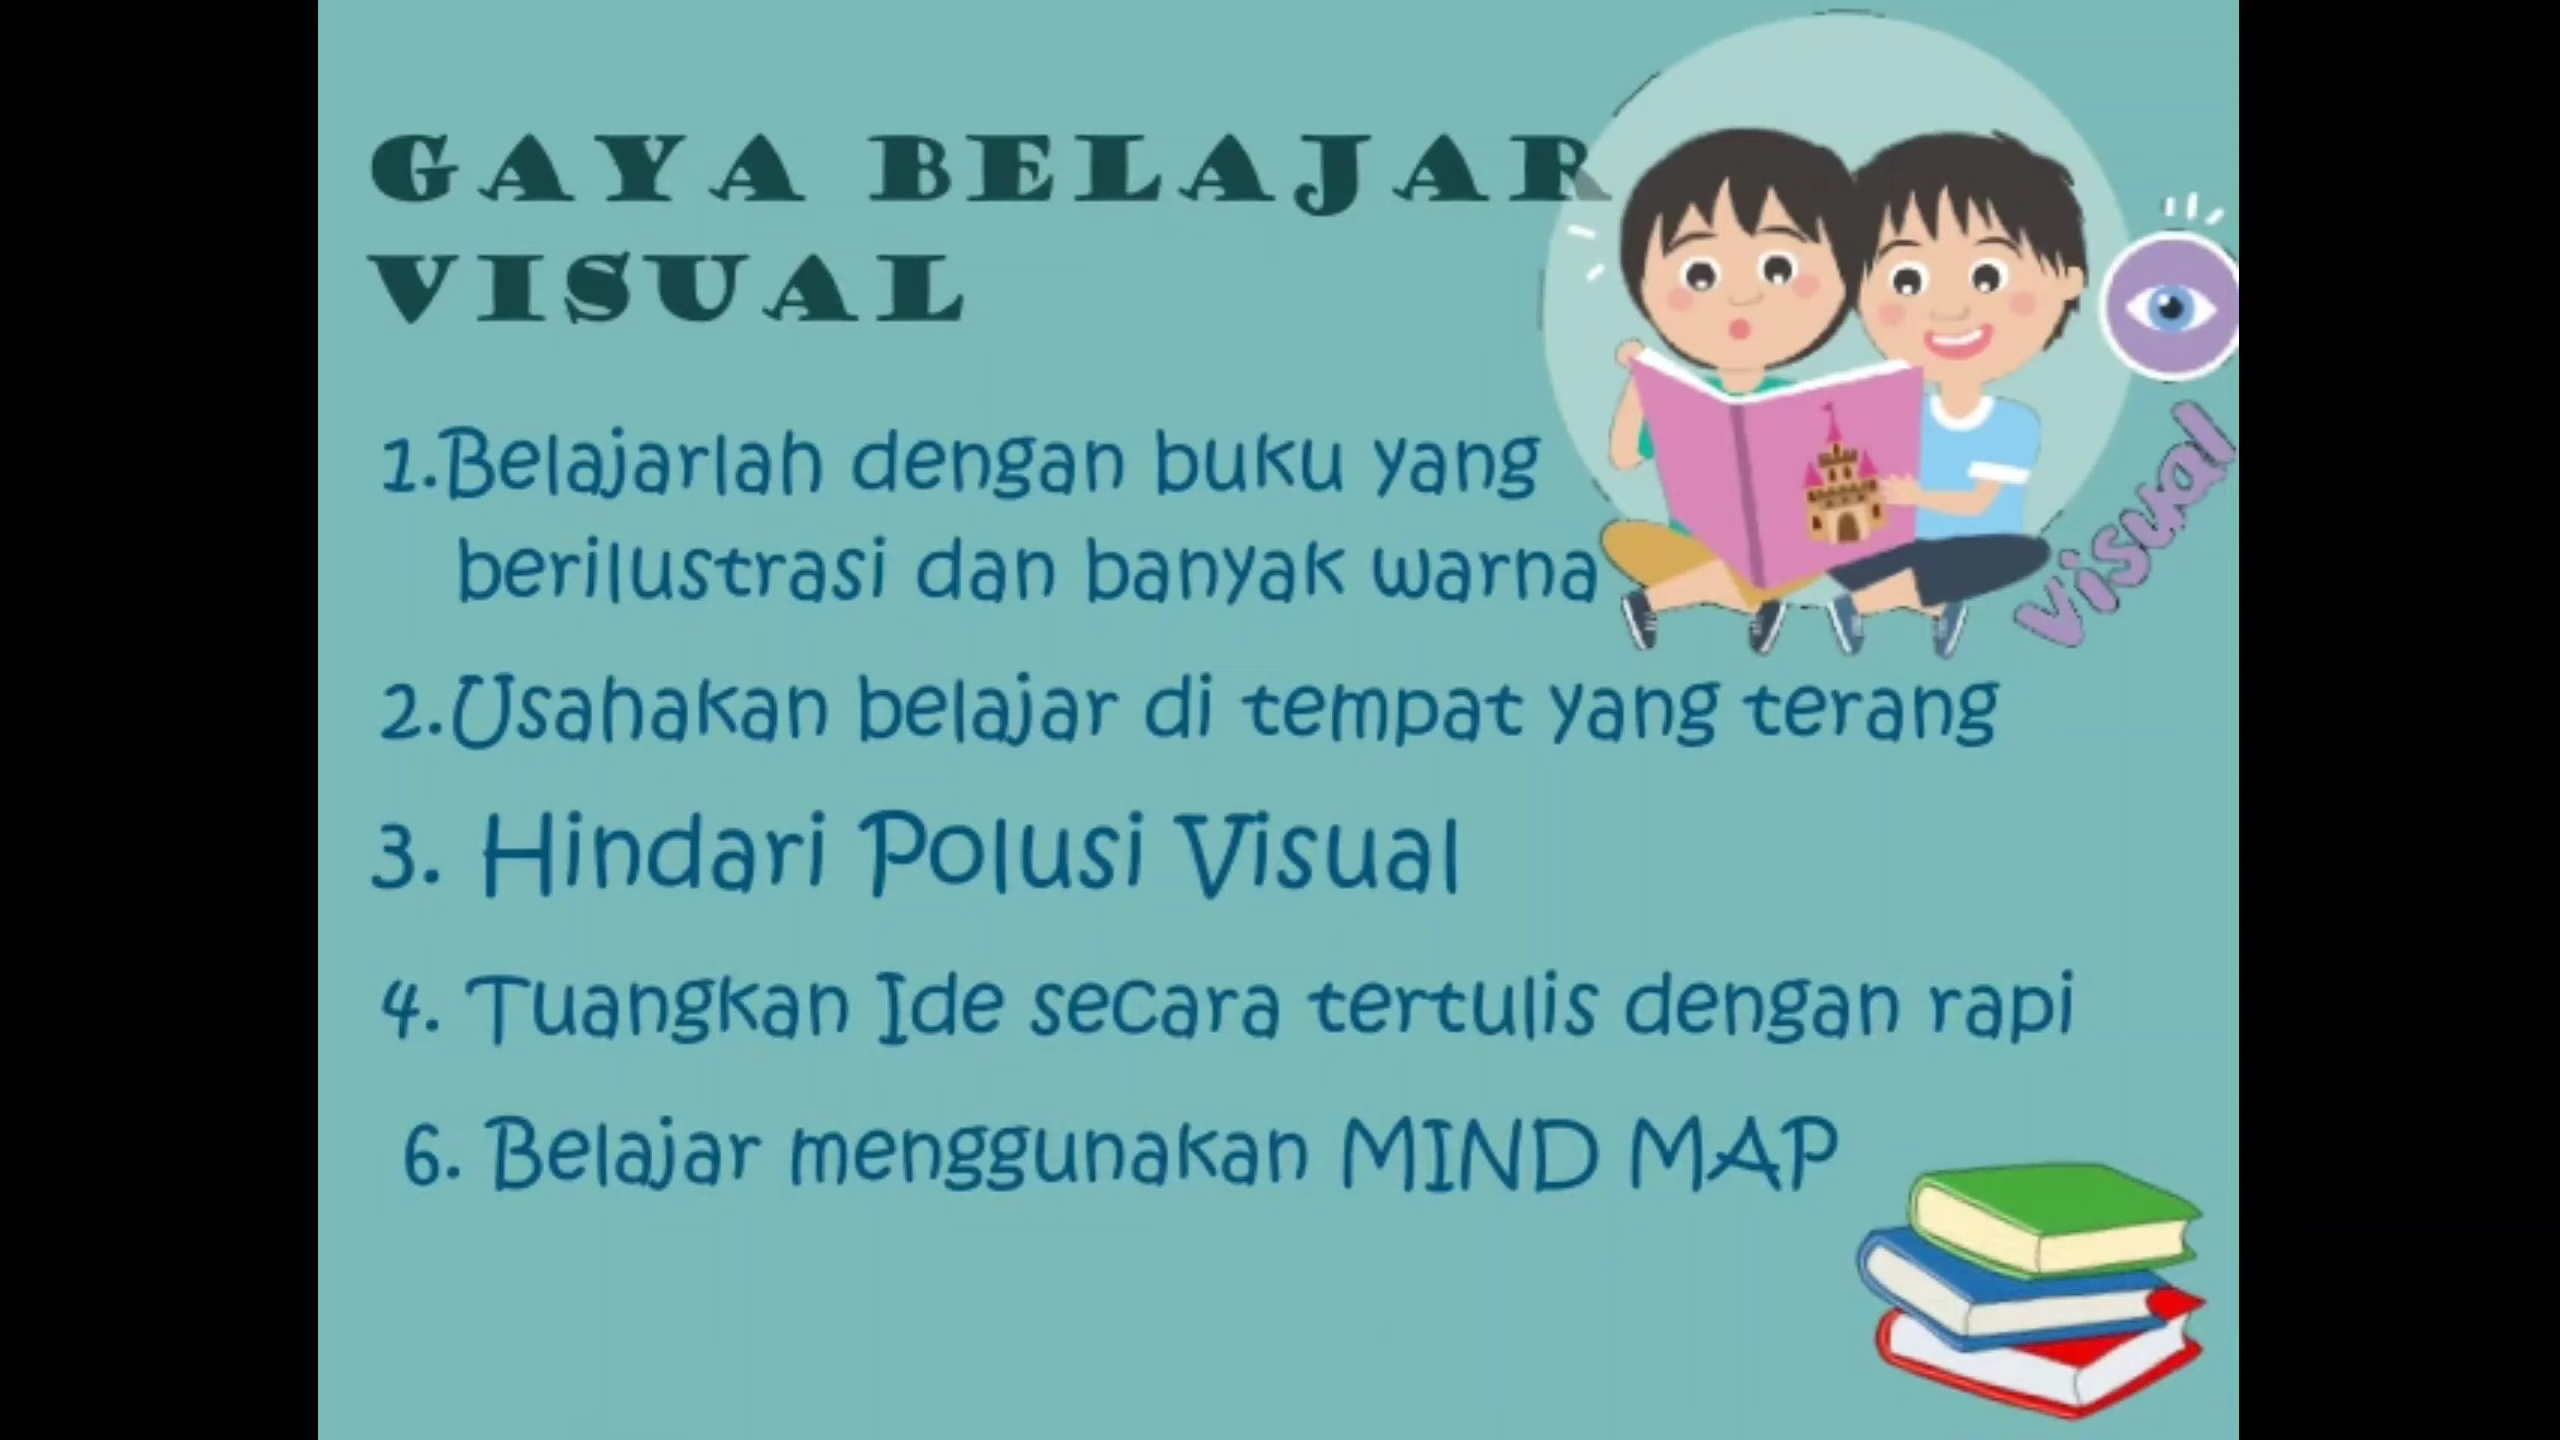 GAYA BELAJAR
VISUAL
1.Belajarlah dengan buku yang
berilustrasi dan banyak warna
2.Usahakan belajar di tempat yang terang
3. Hindari Polusi Visual
4. Tuangkan Ide secara tertulis dengan rapi
6. Belajar menggunakan MIND MAP
Visual